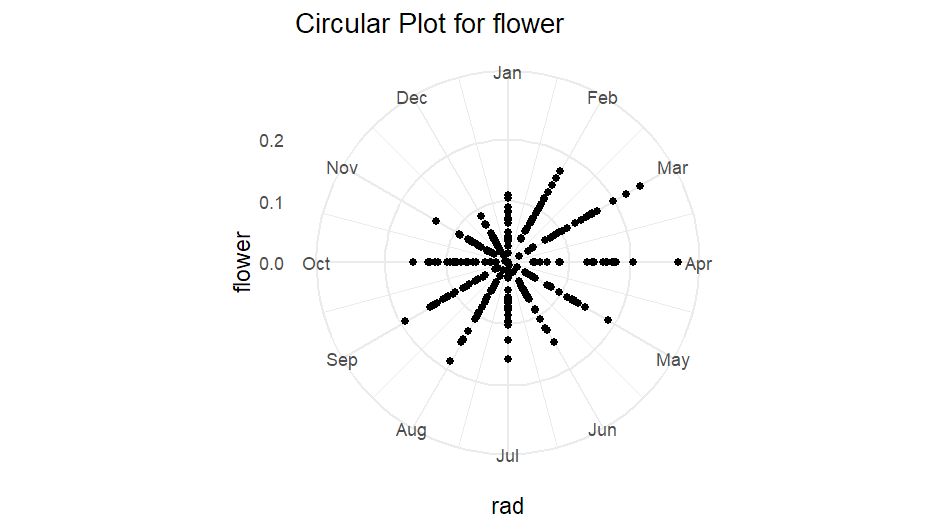 Circular Plot for flower
Jan
Feb
Mar
Apr
May
Jun
Jul
Aug
Sep
Oct
Nov
Dec
0.2
0.1
0.0
flower
rad